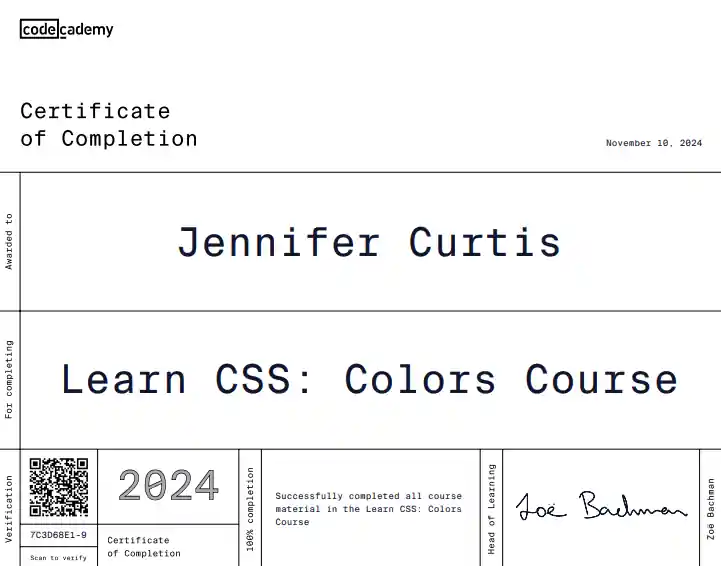 codecademy
Certificate
of Completion
November 10, 2024
Awarded to
Jennifer Curtis
For completing
Learn CSS: Colors Course
Verification
7C3D68E1-9
Scan to verify
2024
Certificate
of Completion
100% completion
Successfully completed all course
material in the Learn CSS: Colors
Course
Head of Learning
Zoë Bachman
Zoë Bachman